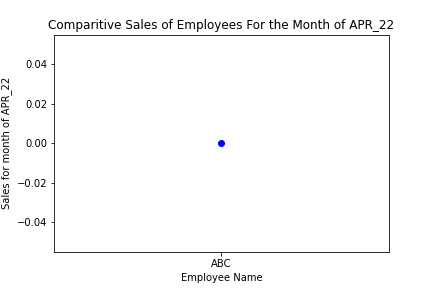 Comparitive Sales of Employees For the Month of APR_22
Sales for month of APR_22
0.04
0.02
0.00
−0.02
−0.04
ABC
Employee Name